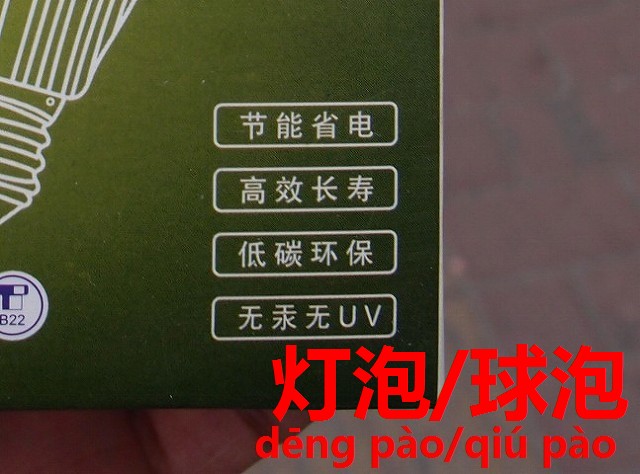 节能省电
高效长寿
低碳环保
无汞无UV
B22
灯泡/球泡
dēng pào/qiú pào